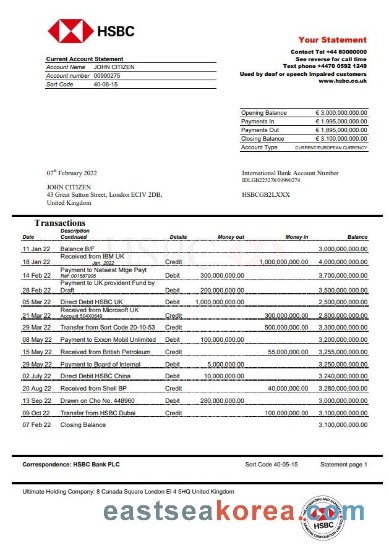 HSBC
Your Statement
Contact Tel +44 80000000
See reverse for call time
Text phone +4470 0592 1249
Used by deaf or speech impaired customers
www.hsbc.co.uk
Current Account Statement
Account Name JOHN CITIZEN
Account number 00990275
Sort Code 40-06-15
Opening Balance € 3,000,000,000.00
Payments In € 1,995,000,000.00
Payments Out € 1,895,000,000.00
Closing Balance € 3,100,000,000.00
Account Type CURRENT/EUROPEAN CURRENCY
07th February 2022
International Bank Account Number
JOHN CITIZEN
43 Great Sutton Street, London ECIV 2DB,
United Kingdom
HSBCGB2LXXX
Transactions
Date Description Continued Details Money out Money in Balance
11 Jan 22 Balance B/F 3,000,000,000.00
18 Jan 22 Received from IBM UK Jan, 2022 Credit 1,000,000,000.00 4,000,000,000.00
14 Feb 22 Payment to Natwest Mtge Payt Debit 300,000,000.00 3,700,000,000.00
28 Feb 22 Payment to UK provident Fund by Draft Debit 200,000,000.00 3,500,000,000.00
05 Mar 22 Direct Debit HSBC UK Debit 1,000,000,000.00 2,500,000,000.00
21 Mar 22 Received from Microsoft UK Credit 300,000,000.00 2,800,000,000.00
29 Mar 22 Transfer from Sort Code 20-10-53 Credit 500,000,000.00 3,300,000,000.00
08 May 22 Payment to Exxon Mobil Unlimited Debit 100,000,000.00 3,200,000,000.00
15 May 22 Received from British Petroleum Credit 55,000,000.00 3,255,000,000.00
29 May 22 Payment to Board of Internal Debit 5,000,000.00 3,250,000,000.00
02 July 22 Direct Debit HSBC China Debit 10,000,000.00 3,240,000,000.00
20 Aug 22 Received from Shell BP Credit 40,000,000.00 3,280,000,000.00
13 Sep 22 Drawn on Cho No. 448960 Debit 280,000,000.00 3,000,000,000.00
09 Oct 22 Transfer from HSBC Dubai Credit 100,000,000.00 3,100,000,000.00
07 Feb 22 Closing Balance 3,100,000,000.00
Correspondence: HSBC Bank PLC Sort Code 40-05-15 Statement page 1
Ultimate Holding Company: 8 Canada Square London EI 4 5HQ United Kingdom
eastseakorea.com
HSBC